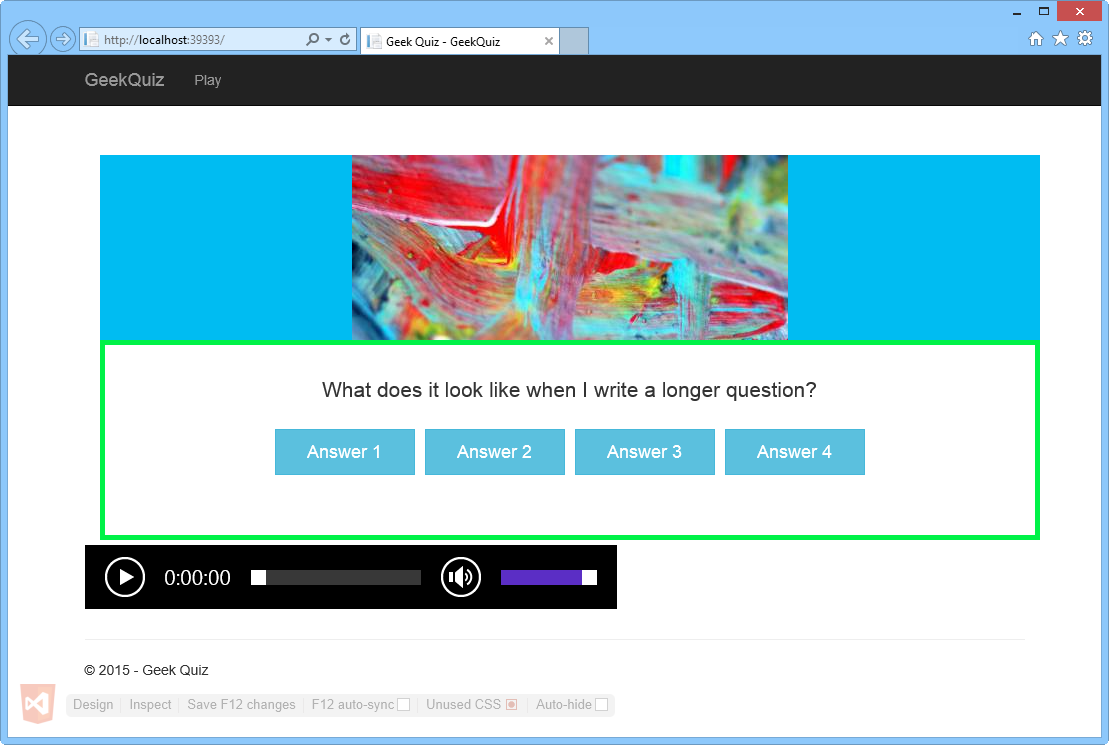 http://localhost:39393/
Geek Quiz - GeekQuiz
GeekQuiz Play
What does it look like when I write a longer question?
Answer 1 Answer 2 Answer 3 Answer 4
0:00:00
© 2015 - Geek Quiz
Design Inspect Save F12 changes F12 auto-sync Unused CSS Auto-hide